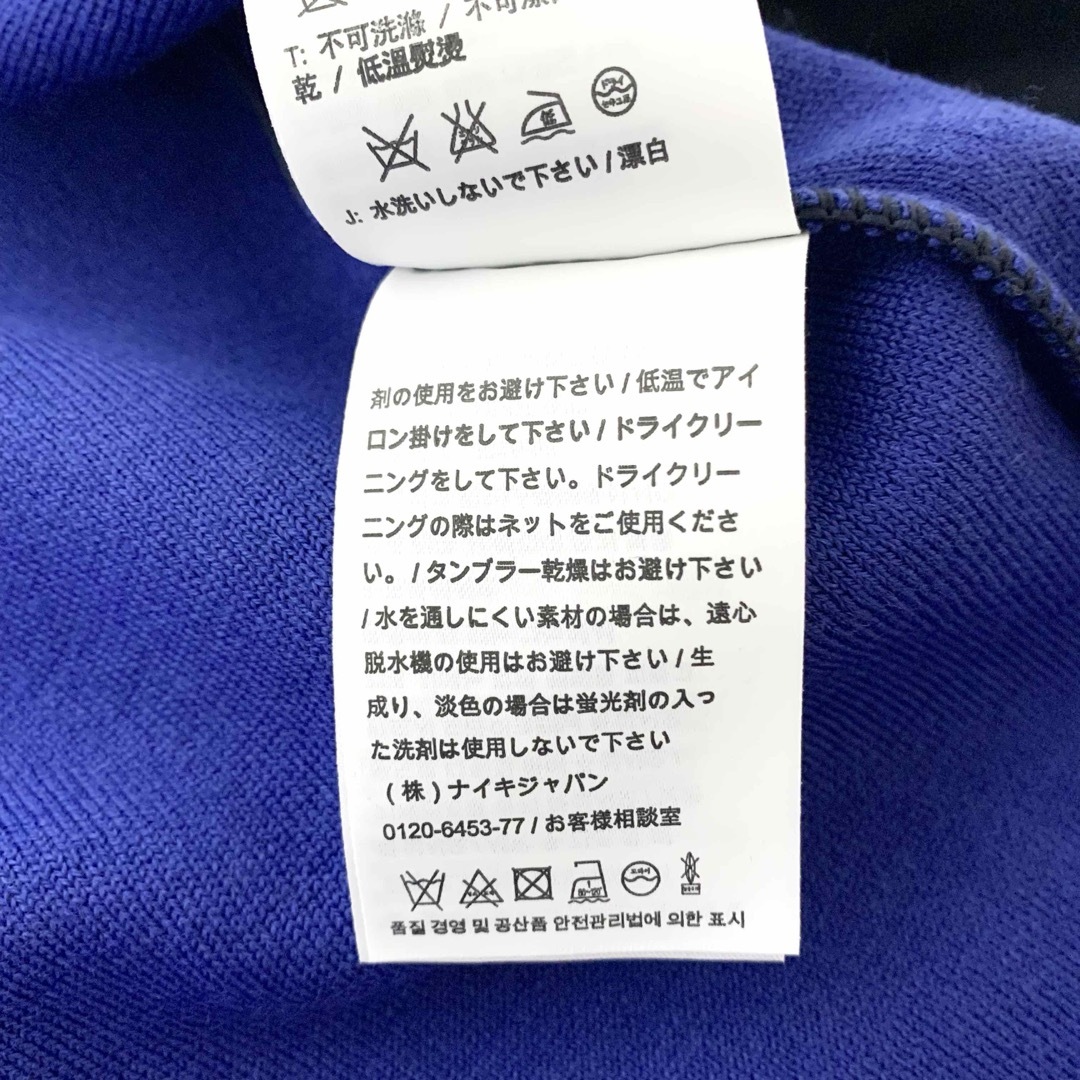 T: 不可洗滌 / 不可漂
乾 / 低温熨燙
低
J: 水洗いしないで下さい / 漂白
剤の使用をお避け下さい / 低温でアイ
ロン掛けをして下さい / ドライクリー
ニングをして下さい。ドライクリー
ニングの際はネットをご使用くださ
い。 / タンブラー乾燥はお避け下さい
/ 水を通しにくい素材の場合は、遠心
脱水機の使用はお避け下さい / 生
成り、淡色の場合は蛍光剤の入っ
た洗剤は使用しないで下さい
(株)ナイキジャパン
0120-6453-77 / お客様相談室
품질 경영 및 공산품 안전관리법에 의한 표시